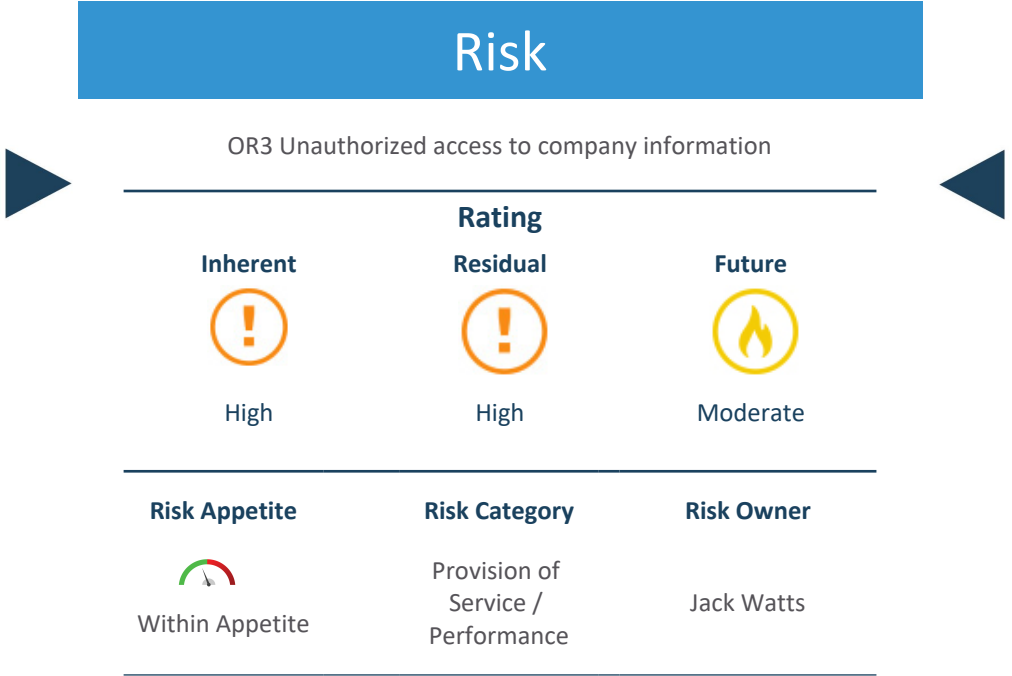 Risk
OR3 Unauthorized access to company information
Rating
Inherent Residual Future
High High Moderate
Risk Appetite Risk Category Risk Owner
Within Appetite
Provision of
Service /
Performance
Jack Watts